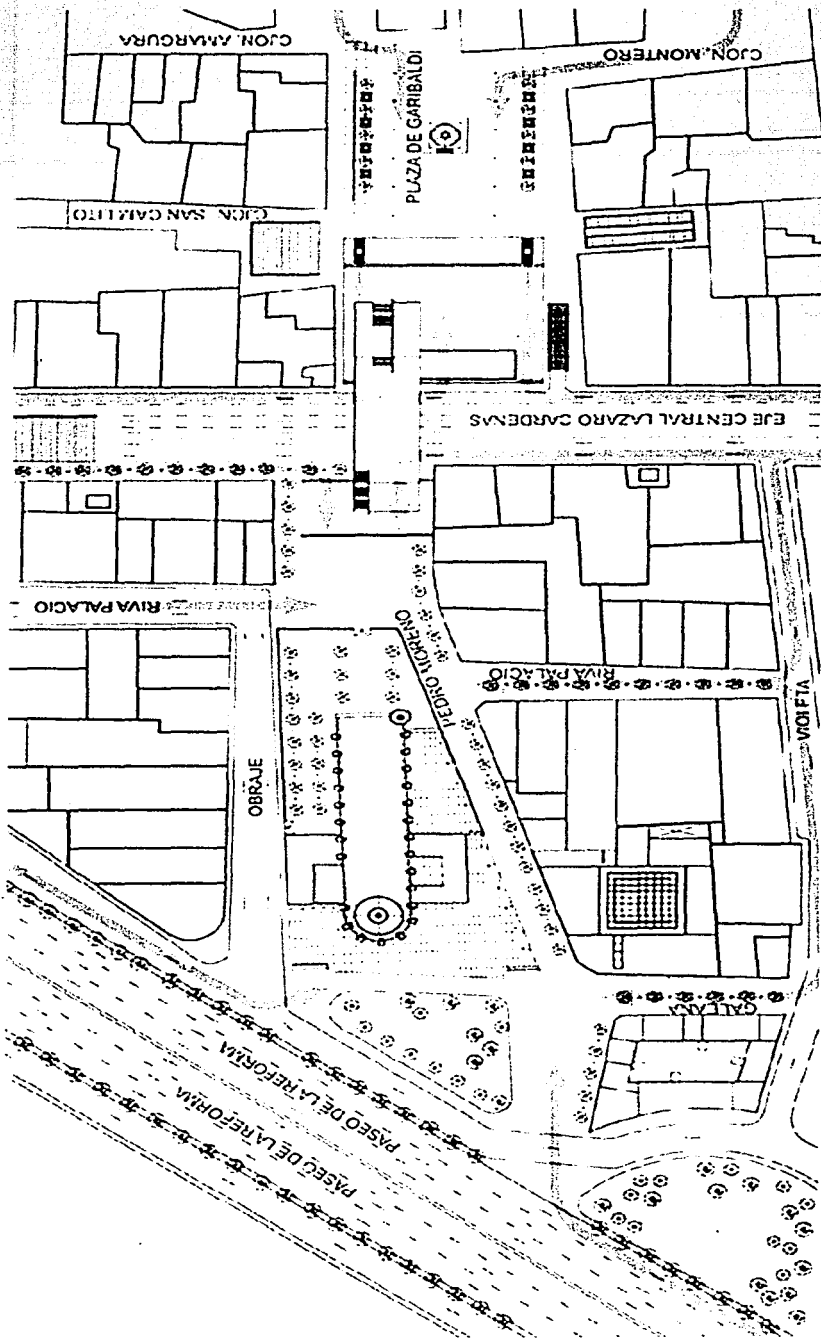 CJON. AMARGURA
CJON. MONTERO
PLAZA DE GARIBALDI
CJON. SAN CAMILITO
EJE CENTRAL LAZARO CARDENAS
RIVA PALACIO
PEDRO MORENO
RIVA PALACIO
VIOLETA
OBRAJE
GALEANA
PASEO DE LA REFORMA
PASEO DE LA REFORMA